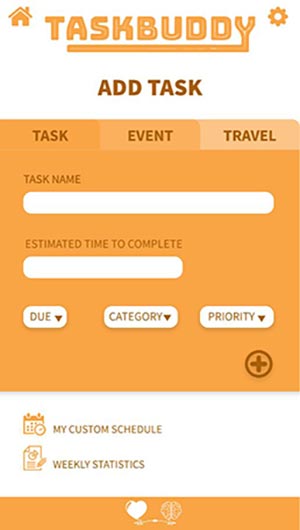 TASKBUDDY
ADD TASK
TASK EVENT TRAVEL
TASK NAME
ESTIMATED TIME TO COMPLETE
DUE CATEGORY PRIORITY
MY CUSTOM SCHEDULE
WEEKLY STATISTICS